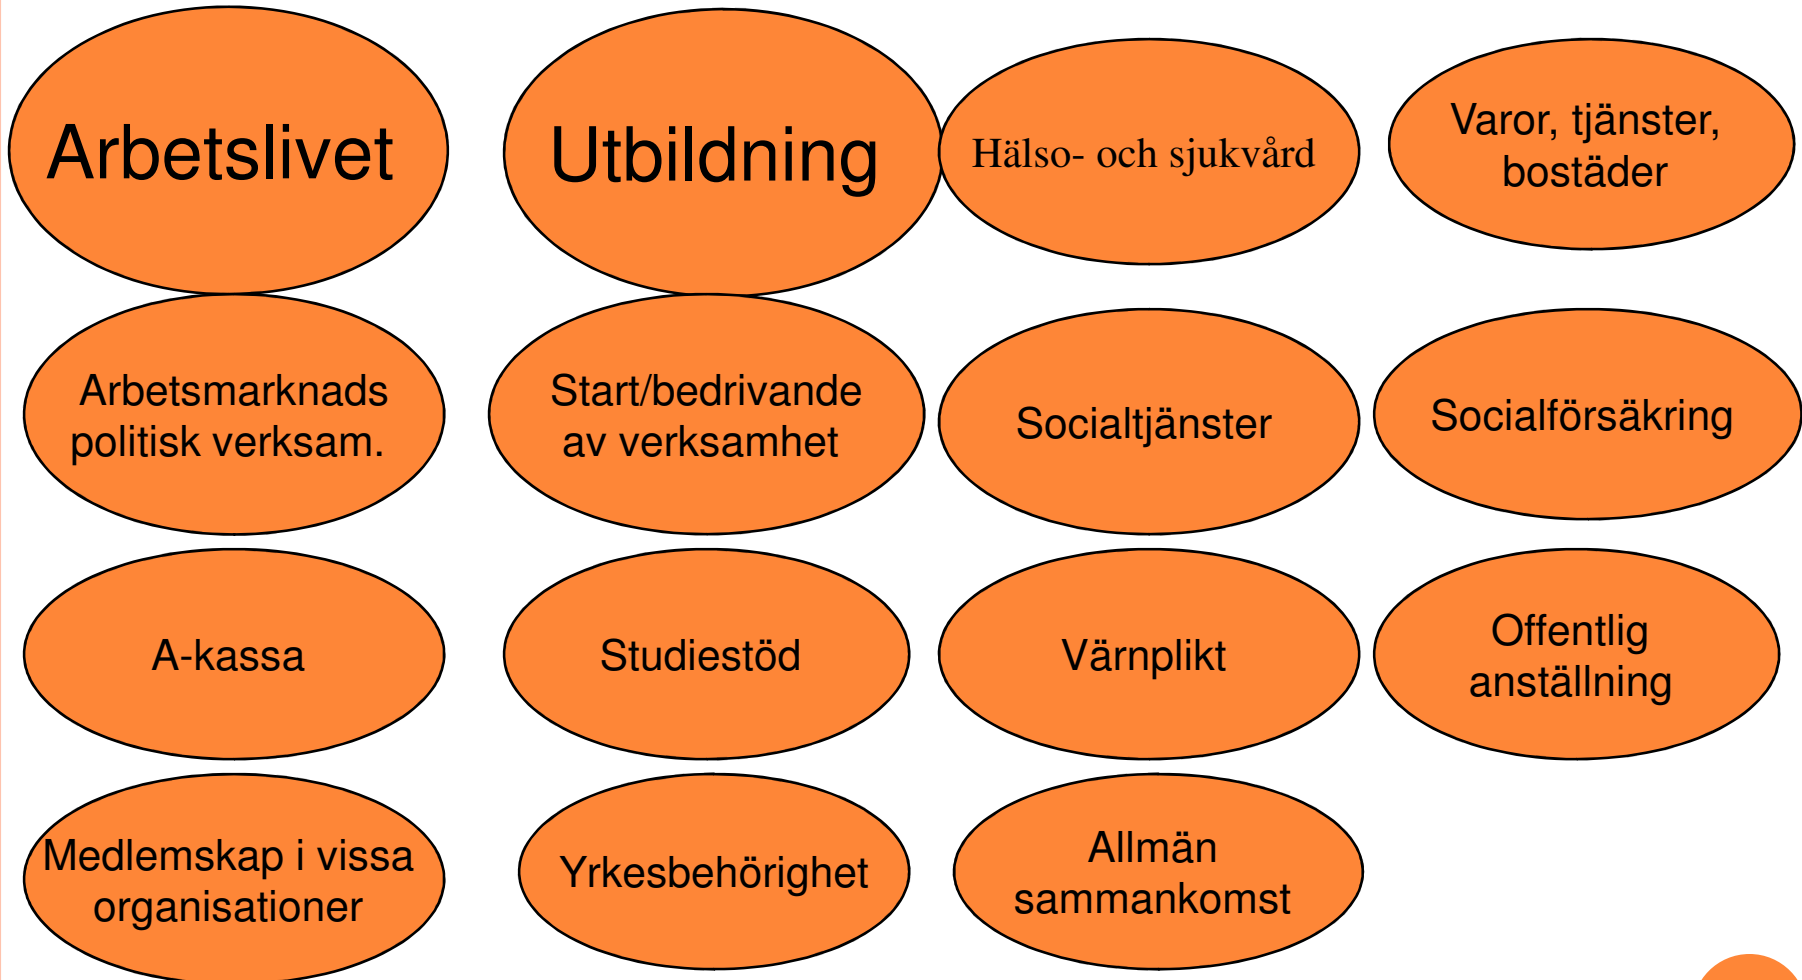 Arbetslivet
Utbildning
Hälso- och sjukvård
Varor, tjänster,
bostäder
Arbetsmarknads
politisk verksam.
Start/bedrivande
av verksamhet
Socialtjänster
Socialförsäkring
A-kassa
Studiestöd
Värnplikt
Offentlig
anställning
Medlemskap i vissa
organisationer
Yrkesbehörighet
Allmän
sammankomst